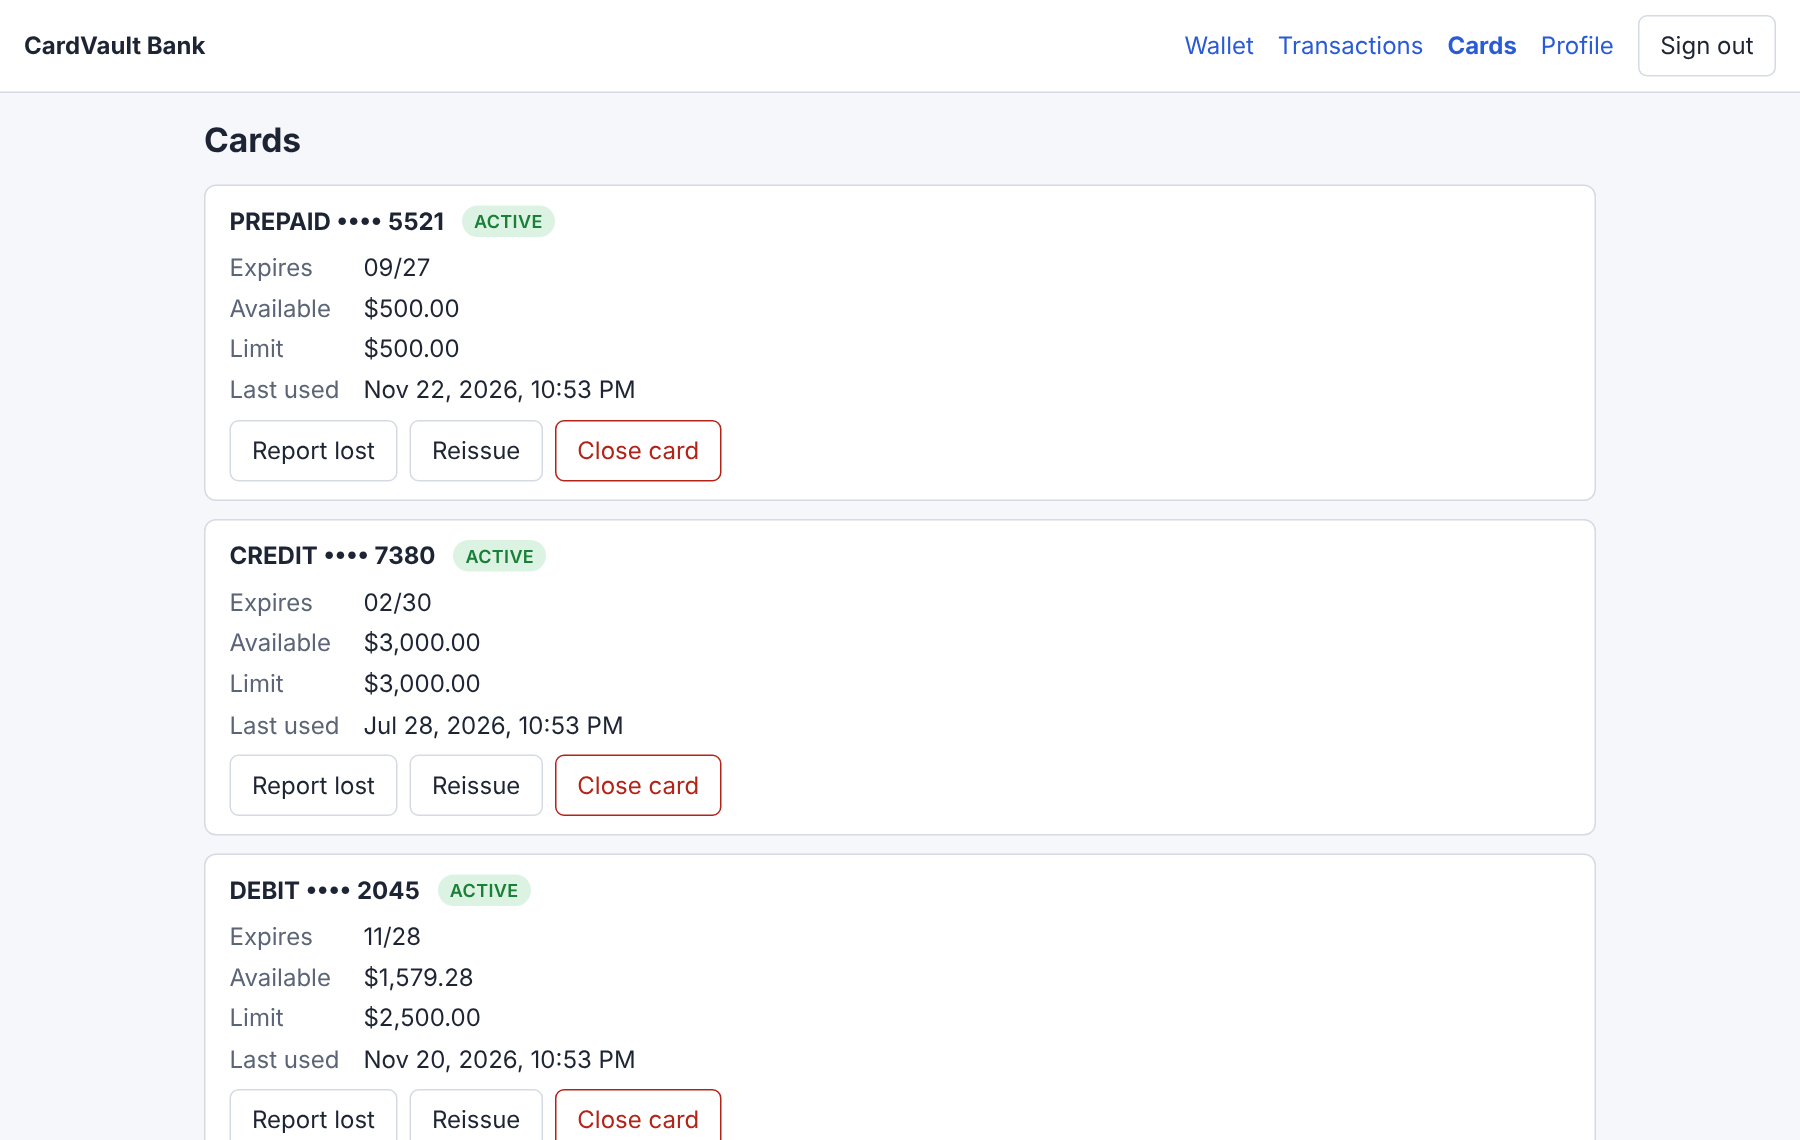 CardVault Bank
Wallet Transactions Cards Profile Sign out
Cards
PREPAID •••• 5521 ACTIVE
Expires 09/27
Available $500.00
Limit $500.00
Last used Nov 22, 2026, 10:53 PM
Report lost Reissue Close card
CREDIT •••• 7380 ACTIVE
Expires 02/30
Available $3,000.00
Limit $3,000.00
Last used Jul 28, 2026, 10:53 PM
Report lost Reissue Close card
DEBIT •••• 2045 ACTIVE
Expires 11/28
Available $1,579.28
Limit $2,500.00
Last used Nov 20, 2026, 10:53 PM
Report lost Reissue Close card